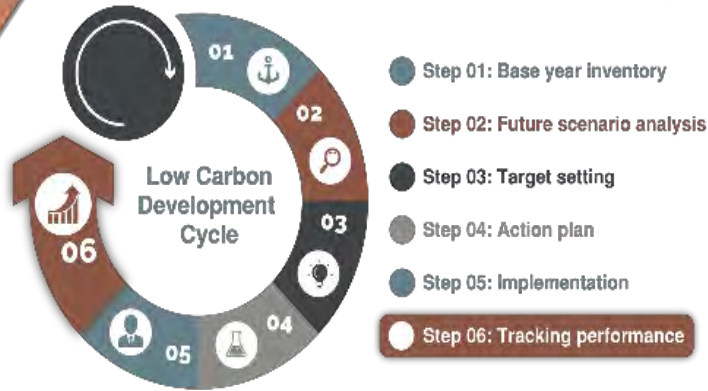 01
02
03
04
05
06
Low Carbon
Development
Cycle
Step 01: Base year inventory
Step 02: Future scenario analysis
Step 03: Target setting
Step 04: Action plan
Step 05: Implementation
Step 06: Tracking performance